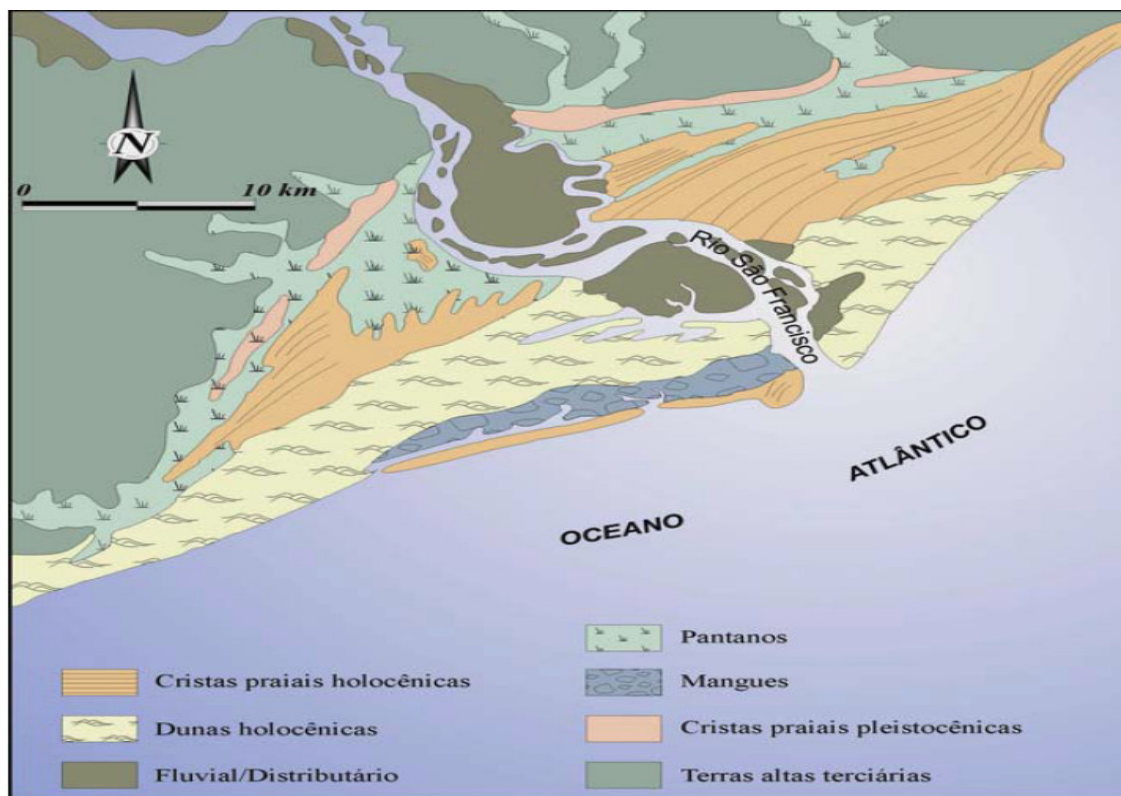 N
0 10 km
Rio São Francisco
ATLÂNTICO
OCEANO
Pantanos
Cristas praiais holocênicas
Mangues
Dunas holocênicas
Cristas praiais pleistocênicas
Fluvial/Distributário
Terras altas terciárias